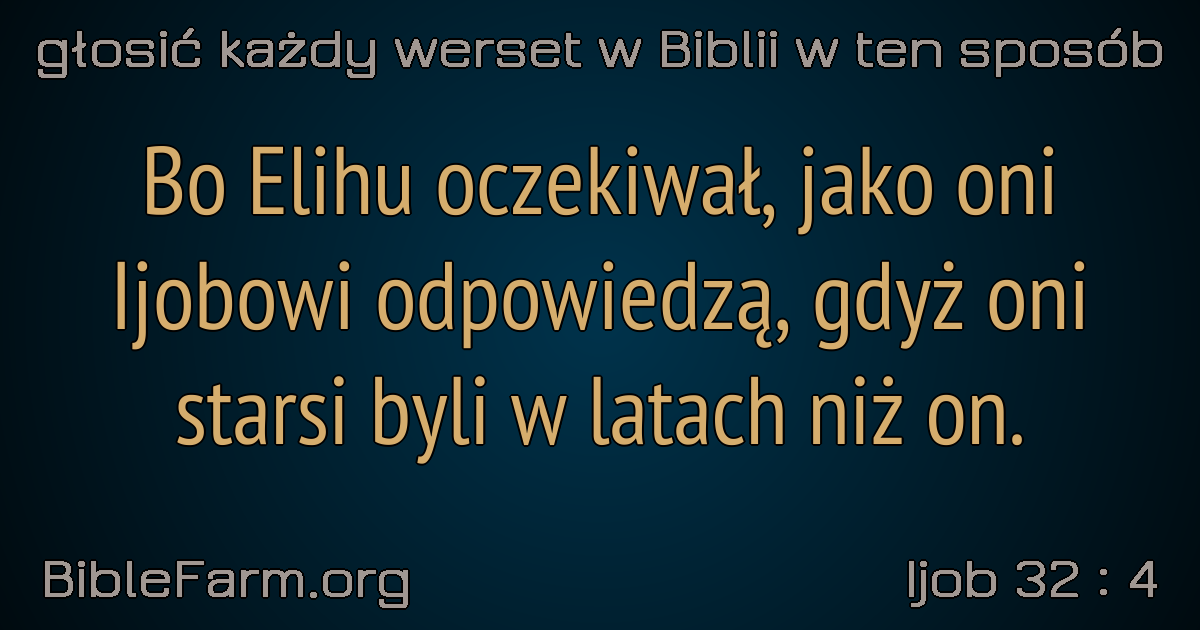 głosić każdy werset w Biblii w ten sposób
Bo Elihu oczekiwał, jako oni
Ijobowi odpowiedzą, gdyż oni
starsi byli w latach niż on.
BibleFarm.org
Ijob 32 : 4